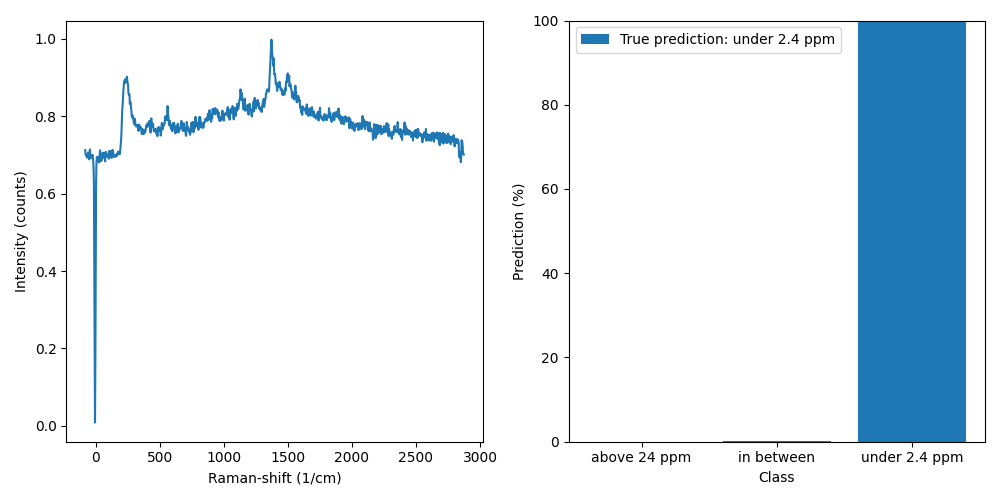 1.0
0.8
0.6
0.4
0.2
0.0
Intensity (counts)
0 500 1000 1500 2000 2500 3000
Raman-shift (1/cm)
100
80
60
40
20
0
Prediction (%)
True prediction: under 2.4 ppm
above 24 ppm in between under 2.4 ppm
Class